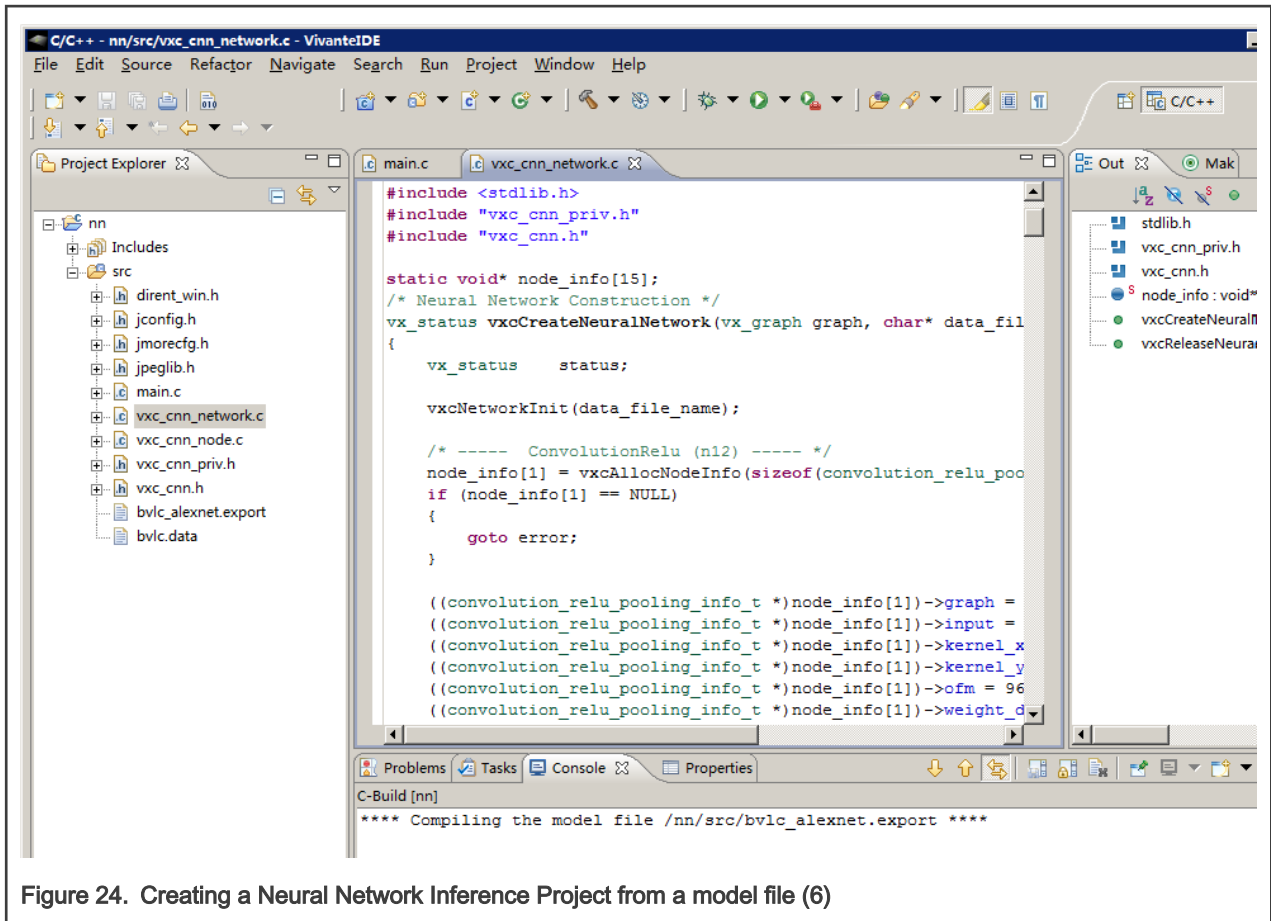 C/C++ - nn/src/vxc_cnn_network.c - VivanteIDE
File Edit Source Refactor Navigate Search Run Project Window Help
010
C/C++
Project Explorer
main.c
vxc_cnn_network.c
Out
Mak
nn
Includes
src
dirent_win.h
jconfig.h
jmorecfg.h
jpeglib.h
main.c
vxc_cnn_network.c
vxc_cnn_node.c
vxc_cnn_priv.h
vxc_cnn.h
bvlc_alexnet.export
bvlc.data
#include <stdlib.h>
#include "vxc_cnn_priv.h"
#include "vxc_cnn.h"
static void* node_info[15];
/* Neural Network Construction */
vx_status vxcCreateNeuralNetwork(vx_graph graph, char* data_fil
{
vx_status status;
vxcNetworkInit(data_file_name);
/* ----- ConvolutionRelu (n12) ----- */
node_info[1] = vxcAllocNodeInfo(sizeof(convolution_relu_poo
if (node_info[1] == NULL)
{
goto error;
}
((convolution_relu_pooling_info_t *)node_info[1])->graph =
((convolution_relu_pooling_info_t *)node_info[1])->input =
((convolution_relu_pooling_info_t *)node_info[1])->kernel_x
((convolution_relu_pooling_info_t *)node_info[1])->kernel_y
((convolution_relu_pooling_info_t *)node_info[1])->ofm = 96
((convolution_relu_pooling_info_t *)node_info[1])->weight_d
stdlib.h
vxc_cnn_priv.h
vxc_cnn.h
S node_info : void*
vxcCreateNeural
vxcReleaseNeura
Problems
Tasks
Console
Properties
C-Build [nn]
**** Compiling the model file /nn/src/bvlc_alexnet.export ****
Figure 24. Creating a Neural Network Inference Project from a model file (6)